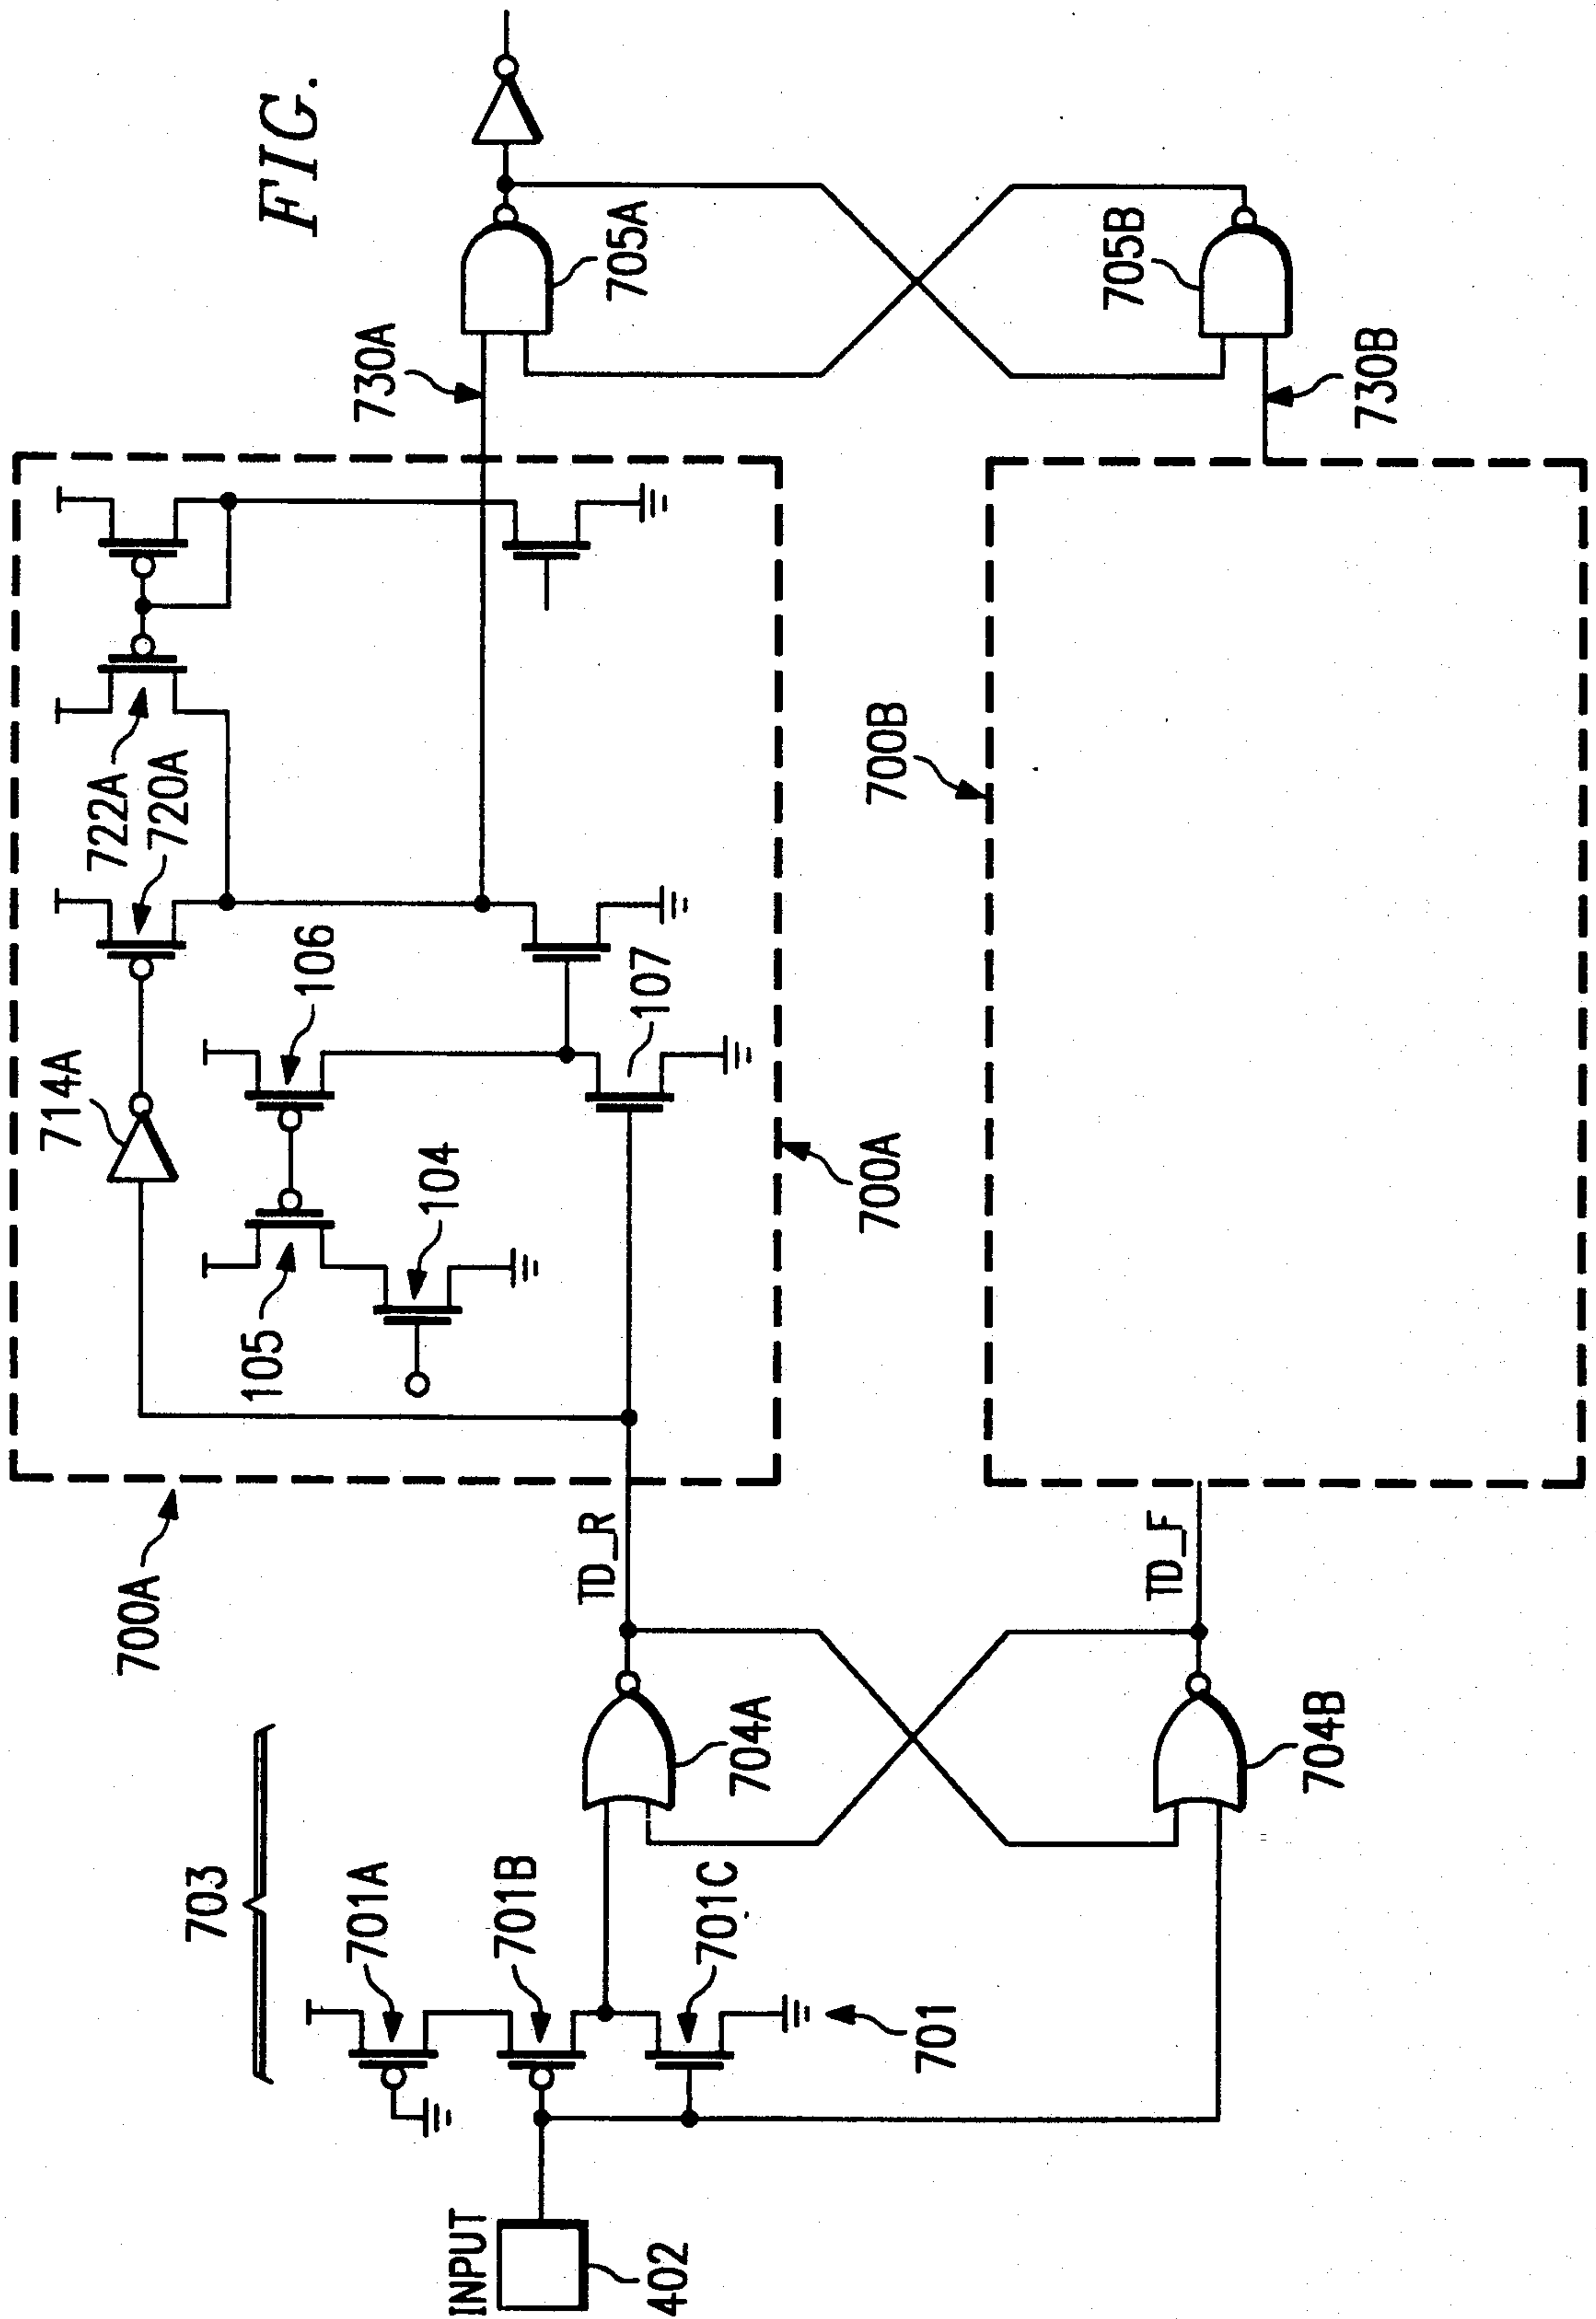 FIG.
700A
714A
722A
720A
106
105
104
107
730A
705A
700A
703
701A
701B
701C
701
INPUT
402
704A
TD_R
704B
TD_F
700B
730B
705B